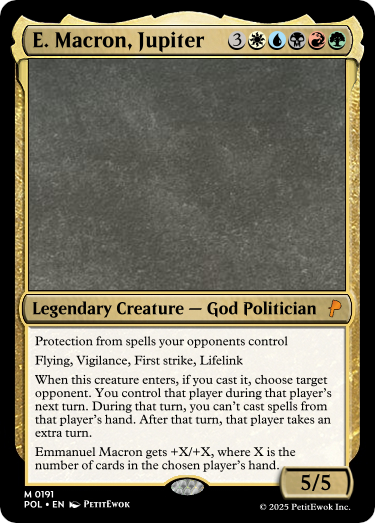 E. Macron, Jupiter 3
Legendary Creature — God Politician
Protection from spells your opponents control
Flying, Vigilance, First strike, Lifelink
When this creature enters, if you cast it, choose target
opponent. You control that player during that player's
next turn. During that turn, you can't cast spells from
that player's hand. After that turn, that player takes an
extra turn.
Emmanuel Macron gets +X/+X, where X is the
number of cards in the chosen player's hand.
5/5
M 0191
POL • EN PetitEwok
© 2025 PetitEwok Inc.